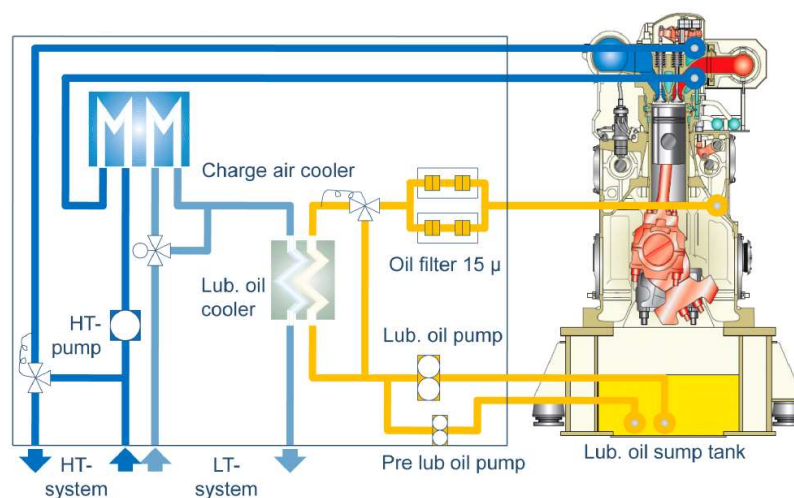 Charge air cooler
Oil filter 15 µ
Lub. oil
cooler
HT-
pump
Lub. oil pump
Pre lub oil pump
Lub. oil sump tank
HT-
system
LT-
system